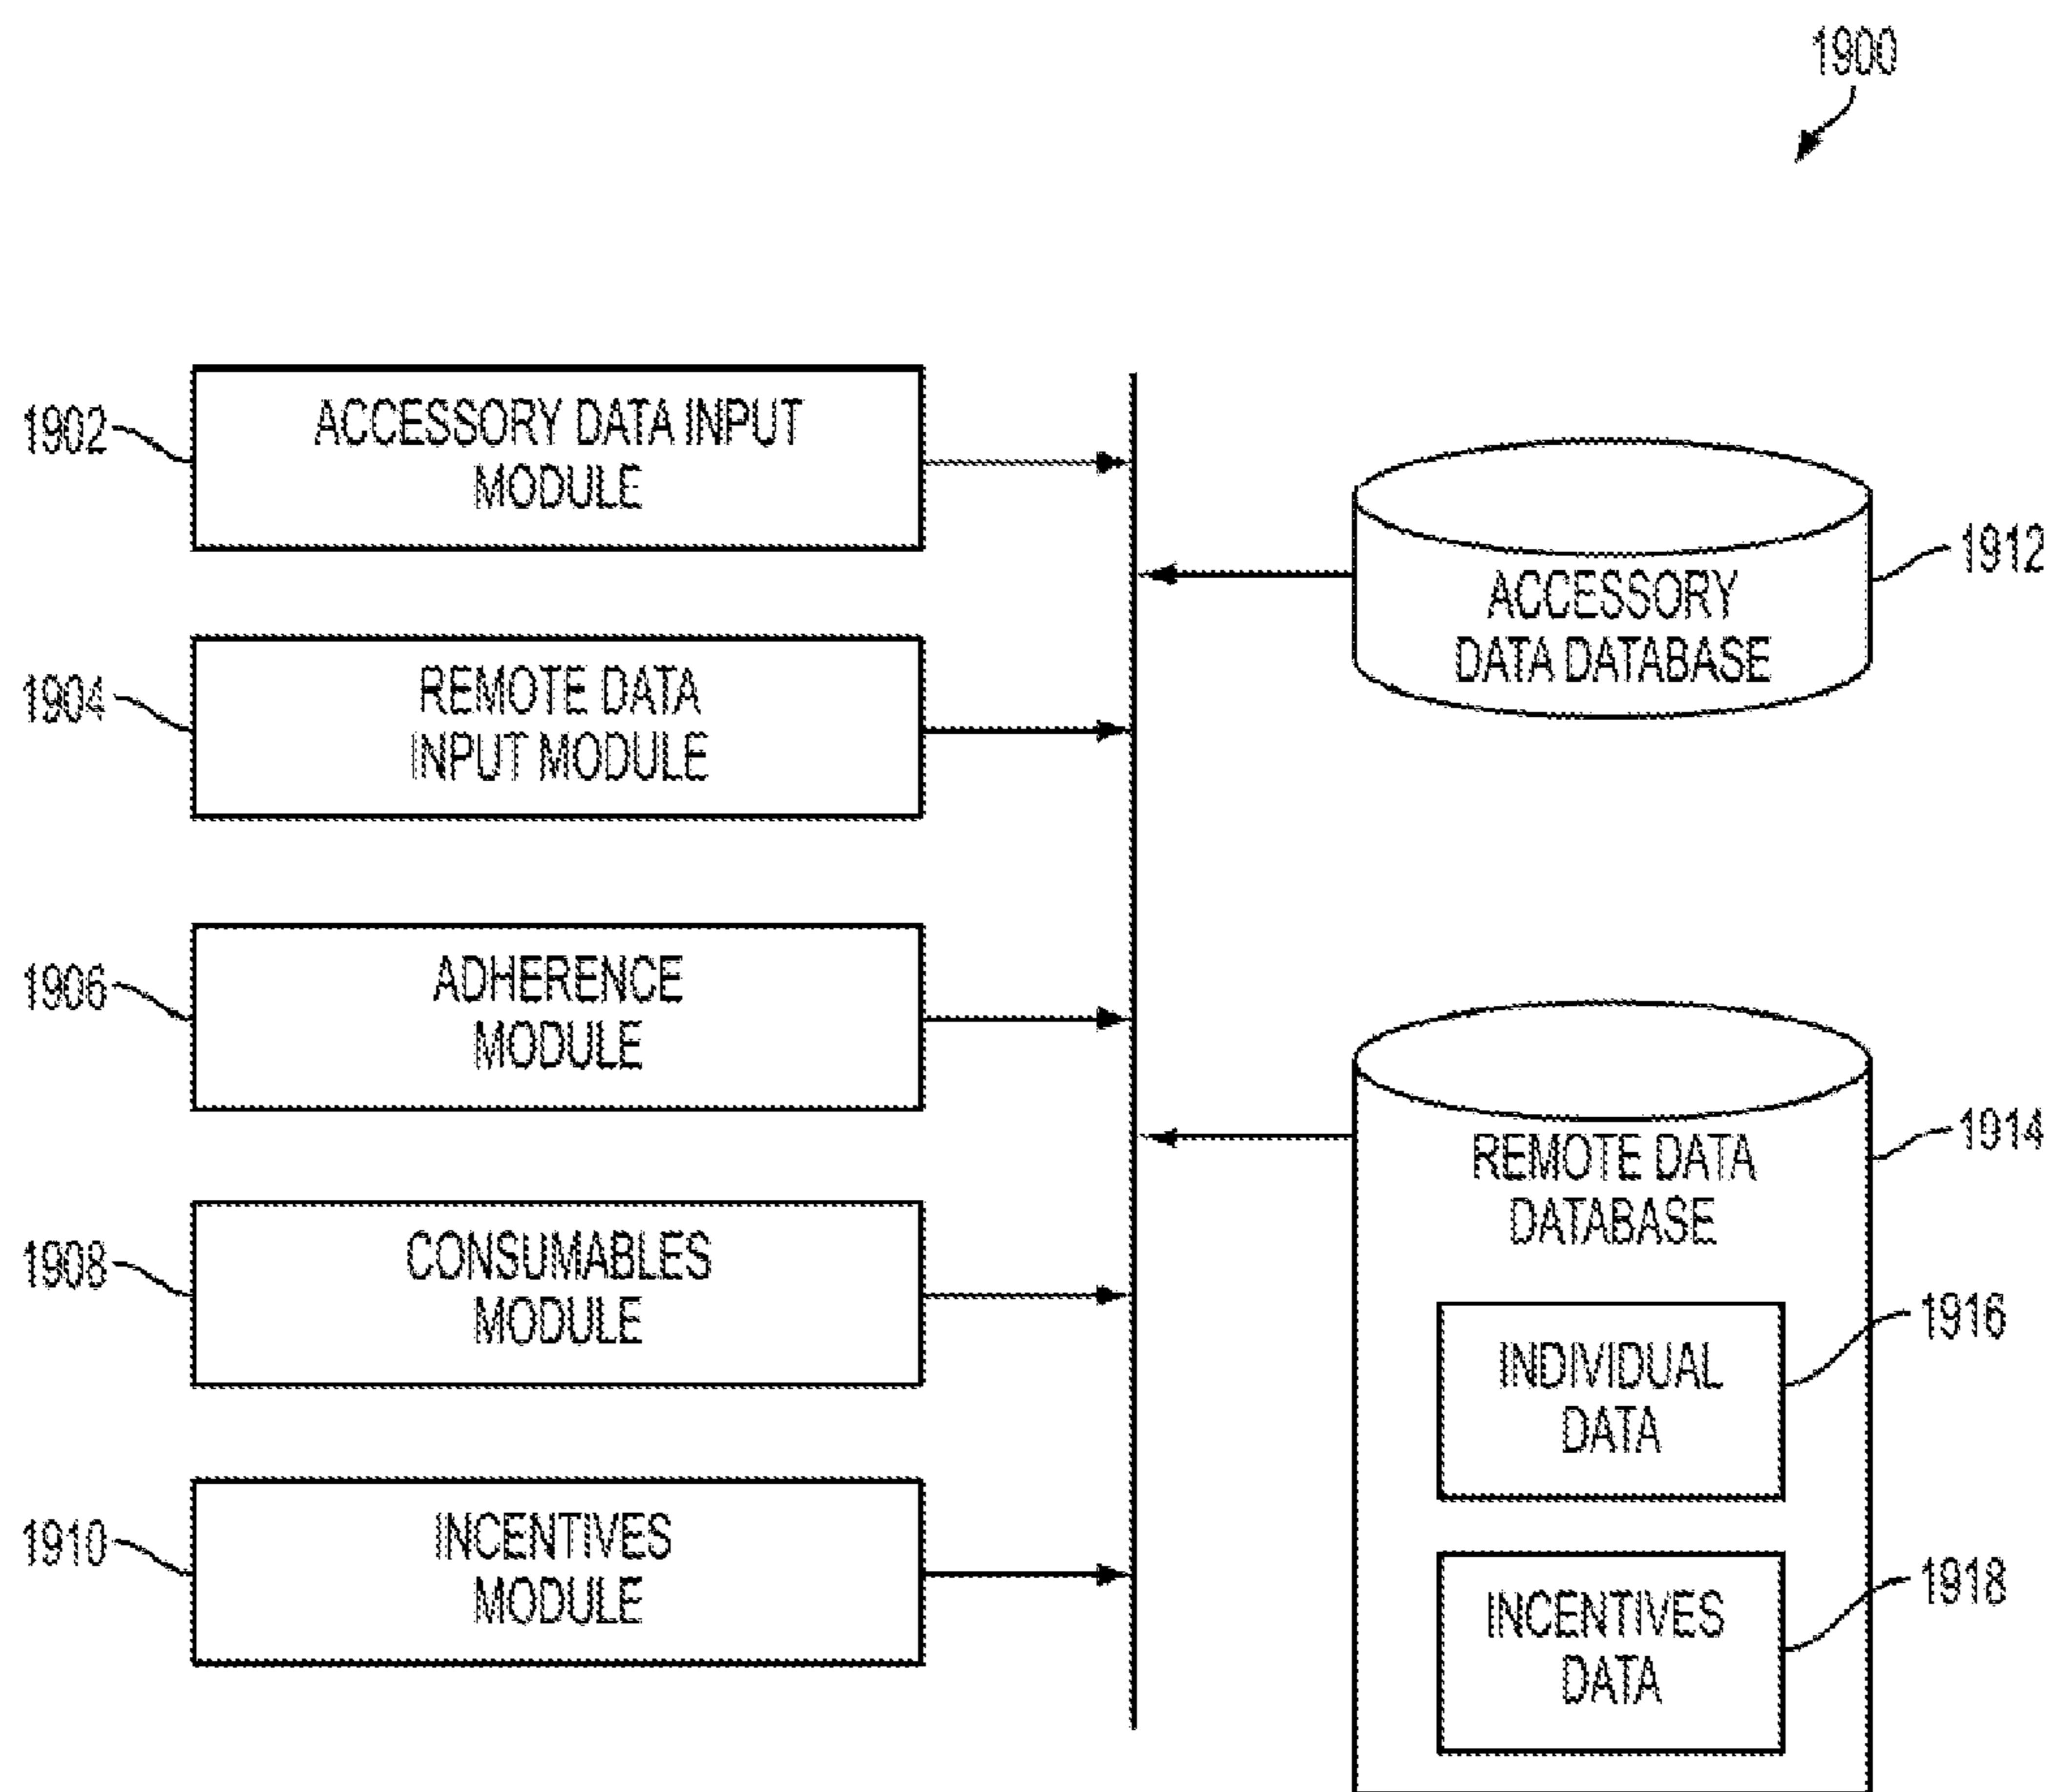 1900
1902
ACCESSORY DATA INPUT
MODULE
1904
REMOTE DATA
INPUT MODULE
1906
ADHERENCE
MODULE
1908
CONSUMABLES
MODULE
1910
INCENTIVES
MODULE
ACCESSORY
DATA DATABASE
1912
REMOTE DATA
DATABASE
1914
INDIVIDUAL
DATA
1916
INCENTIVES
DATA
1918